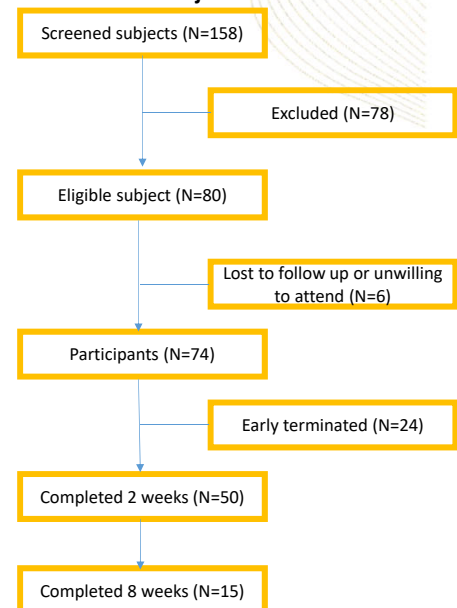 Screened subjects (N=158)
Excluded (N=78)
Eligible subject (N=80)
Lost to follow up or unwilling
to attend (N=6)
Participants (N=74)
Early terminated (N=24)
Completed 2 weeks (N=50)
Completed 8 weeks (N=15)